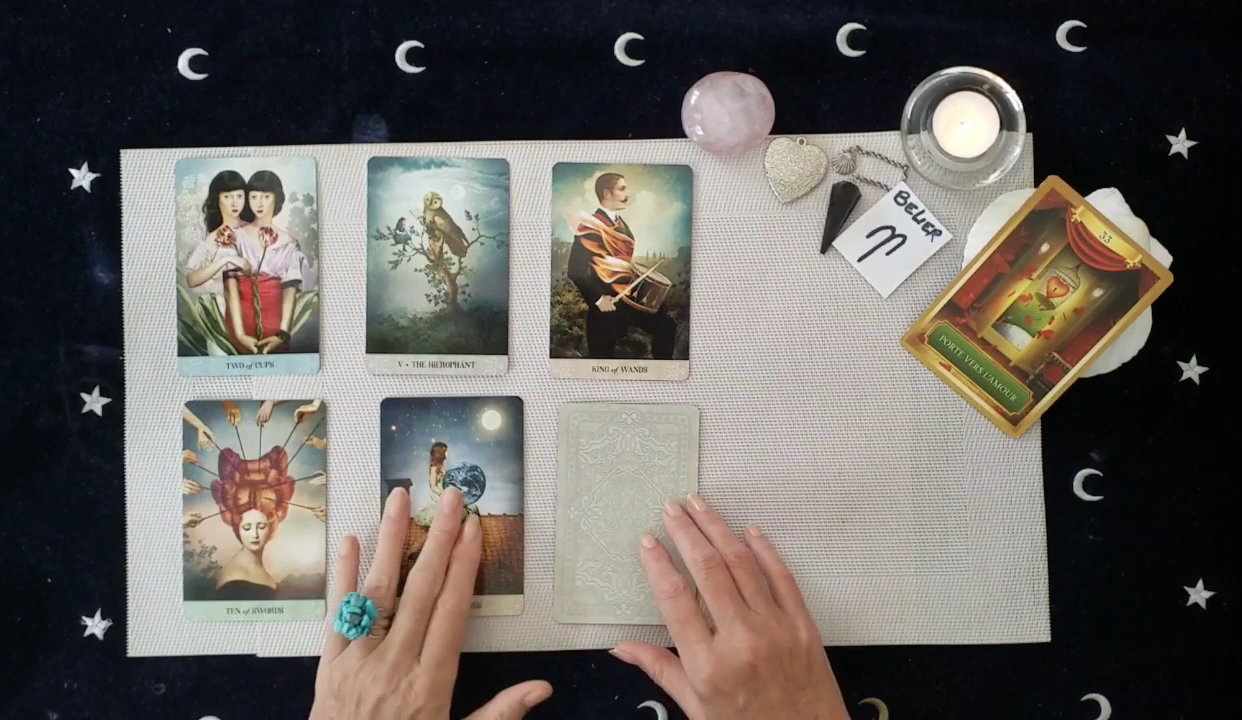 TWO of CUPS
V • THE HIEROPHANT
KING of WANDS
BELIER
33
PORTE VERS L'AMOUR
TEN of SWORDS